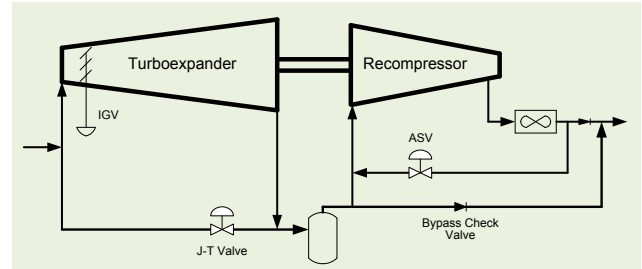 Turboexpander
Recompressor
IGV
ASV
J-T Valve
Bypass Check
Valve